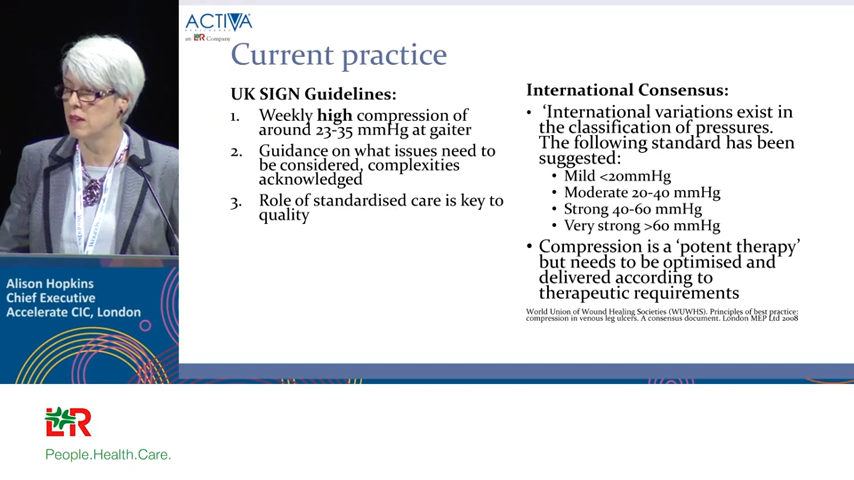 ACTIVA
HEALTHCARE
an L&R Company
Current practice
UK SIGN Guidelines:
1. Weekly high compression of
around 23-35 mmHg at gaiter
2. Guidance on what issues need to
be considered, complexities
acknowledged
3. Role of standardised care is key to
quality
International Consensus:
• 'International variations exist in
the classification of pressures.
The following standard has been
suggested:
• Mild <20mmHg
• Moderate 20-40 mmHg
• Strong 40-60 mmHg
• Very strong >60 mmHg
• Compression is a 'potent therapy'
but needs to be optimised and
delivered according to
therapeutic requirements
World Union of Wound Healing Societies (WUWHS). Principles of best practice:
compression in venous leg ulcers. A consensus document. London MEP Ltd 2008
Alison Hopkins
Chief Executive
Accelerate CIC, London
L&R
People.Health.Care.